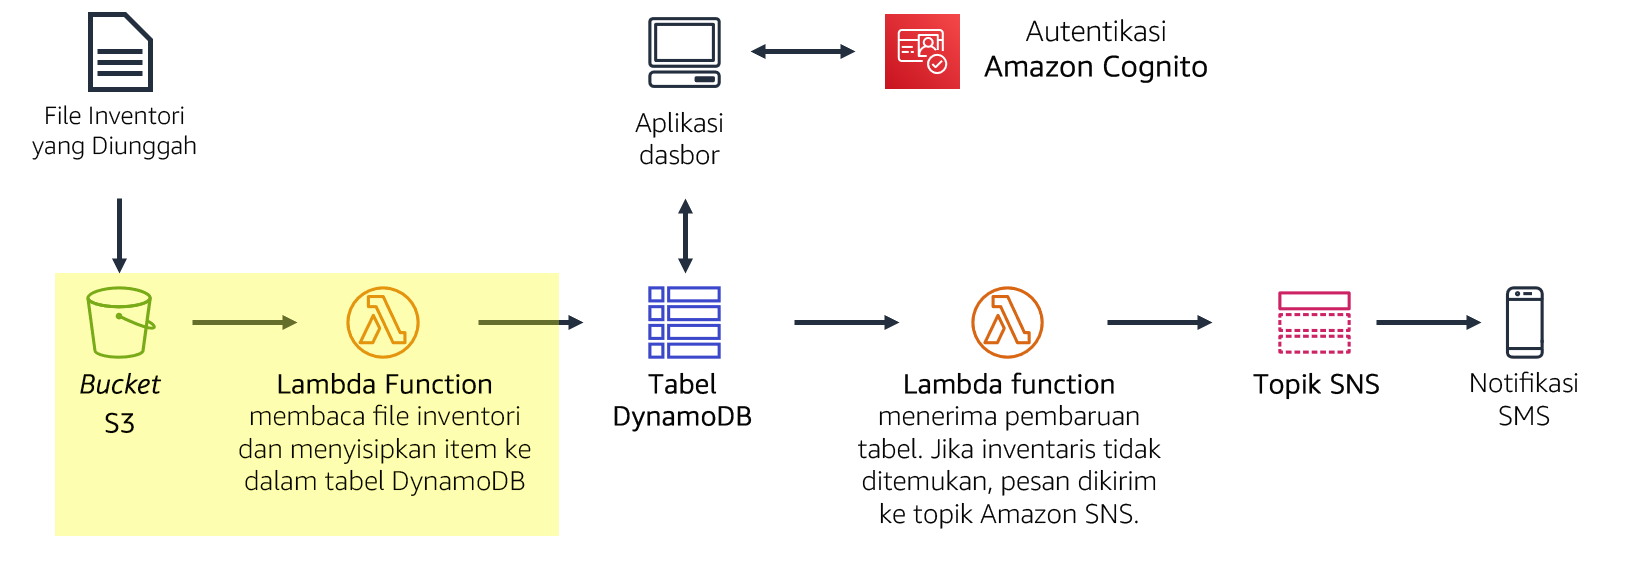 File Inventori
yang Diunggah
Aplikasi
dasbor
Autentikasi
Amazon Cognito
Bucket
S3
Lambda Function
membaca file inventori
dan menyisipkan item ke
dalam tabel DynamoDB
Tabel
DynamoDB
Lambda function
menerima pembaruan
tabel. Jika inventaris tidak
ditemukan, pesan dikirim
ke topik Amazon SNS.
Topik SNS
Notifikasi
SMS